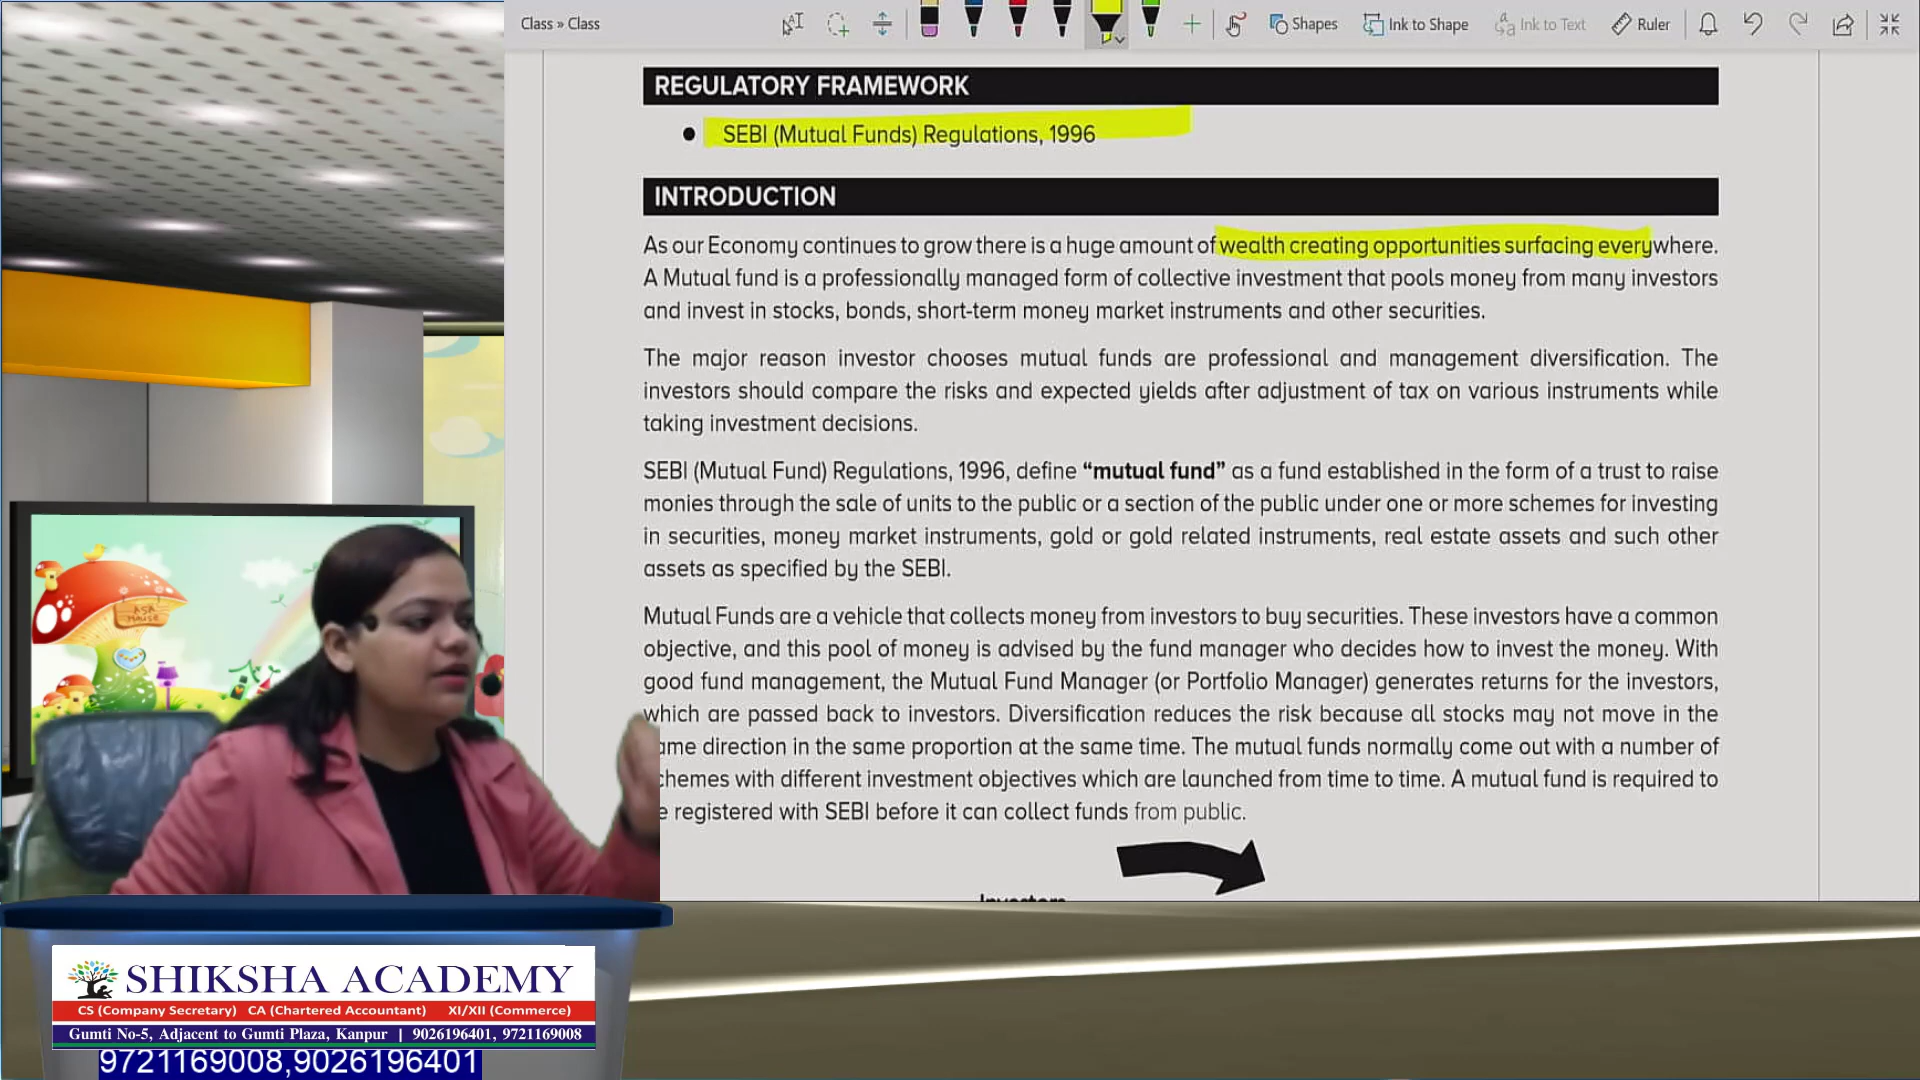 Class » Class
Shapes
Ink to Shape
Ink to Text
Ruler
REGULATORY FRAMEWORK
● SEBI (Mutual Funds) Regulations, 1996
INTRODUCTION
As our Economy continues to grow there is a huge amount of wealth creating opportunities surfacing everywhere.
A Mutual fund is a professionally managed form of collective investment that pools money from many investors
and invest in stocks, bonds, short-term money market instruments and other securities.
The major reason investor chooses mutual funds are professional and management diversification. The
investors should compare the risks and expected yields after adjustment of tax on various instruments while
taking investment decisions.
SEBI (Mutual Fund) Regulations, 1996, define “mutual fund” as a fund established in the form of a trust to raise
monies through the sale of units to the public or a section of the public under one or more schemes for investing
in securities, money market instruments, gold or gold related instruments, real estate assets and such other
assets as specified by the SEBI.
Mutual Funds are a vehicle that collects money from investors to buy securities. These investors have a common
objective, and this pool of money is advised by the fund manager who decides how to invest the money. With
good fund management, the Mutual Fund Manager (or Portfolio Manager) generates returns for the investors,
which are passed back to investors. Diversification reduces the risk because all stocks may not move in the
ame direction in the same proportion at the same time. The mutual funds normally come out with a number of
chemes with different investment objectives which are launched from time to time. A mutual fund is required to
e registered with SEBI before it can collect funds from public.
Investors
ASA
HOUSE
SHIKSHA ACADEMY
CS (Company Secretary) CA (Chartered Accountant) XI/XII (Commerce)
Gumti No-5, Adjacent to Gumti Plaza, Kanpur | 9026196401, 9721169008
9721169008,9026196401